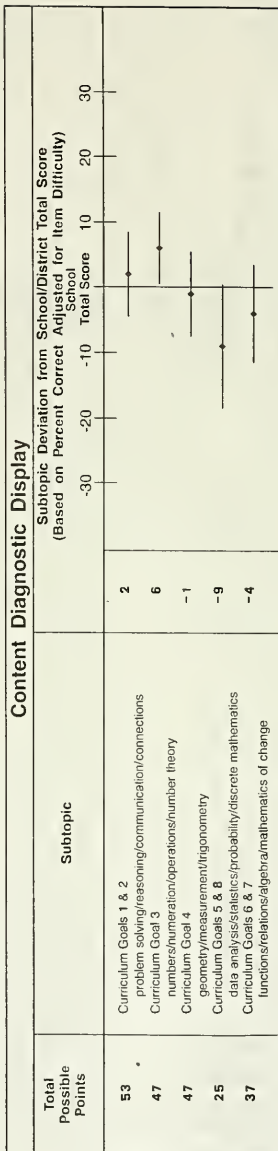 Content Diagnostic Display
Total
Possible
Points
Subtopic
Subtopic Deviation from School/District Total Score
(Based on Percent Correct Adjusted for Item Difficulty)
School
Total Score
-30 -20 -10 10 20 30
53 Curriculum Goals 1 & 2 2
problem solving/reasoning/communication/connections
47 Curriculum Goal 3 6
numbers/numeration/operations/number theory
47 Curriculum Goal 4 -1
geometry/measurement/trigonometry
25 Curriculum Goals 5 & 8 -9
data analysis/statistics/probability/discrete mathematics
37 Curriculum Goals 6 & 7 -4
functions/relations/algebra/mathematics of change